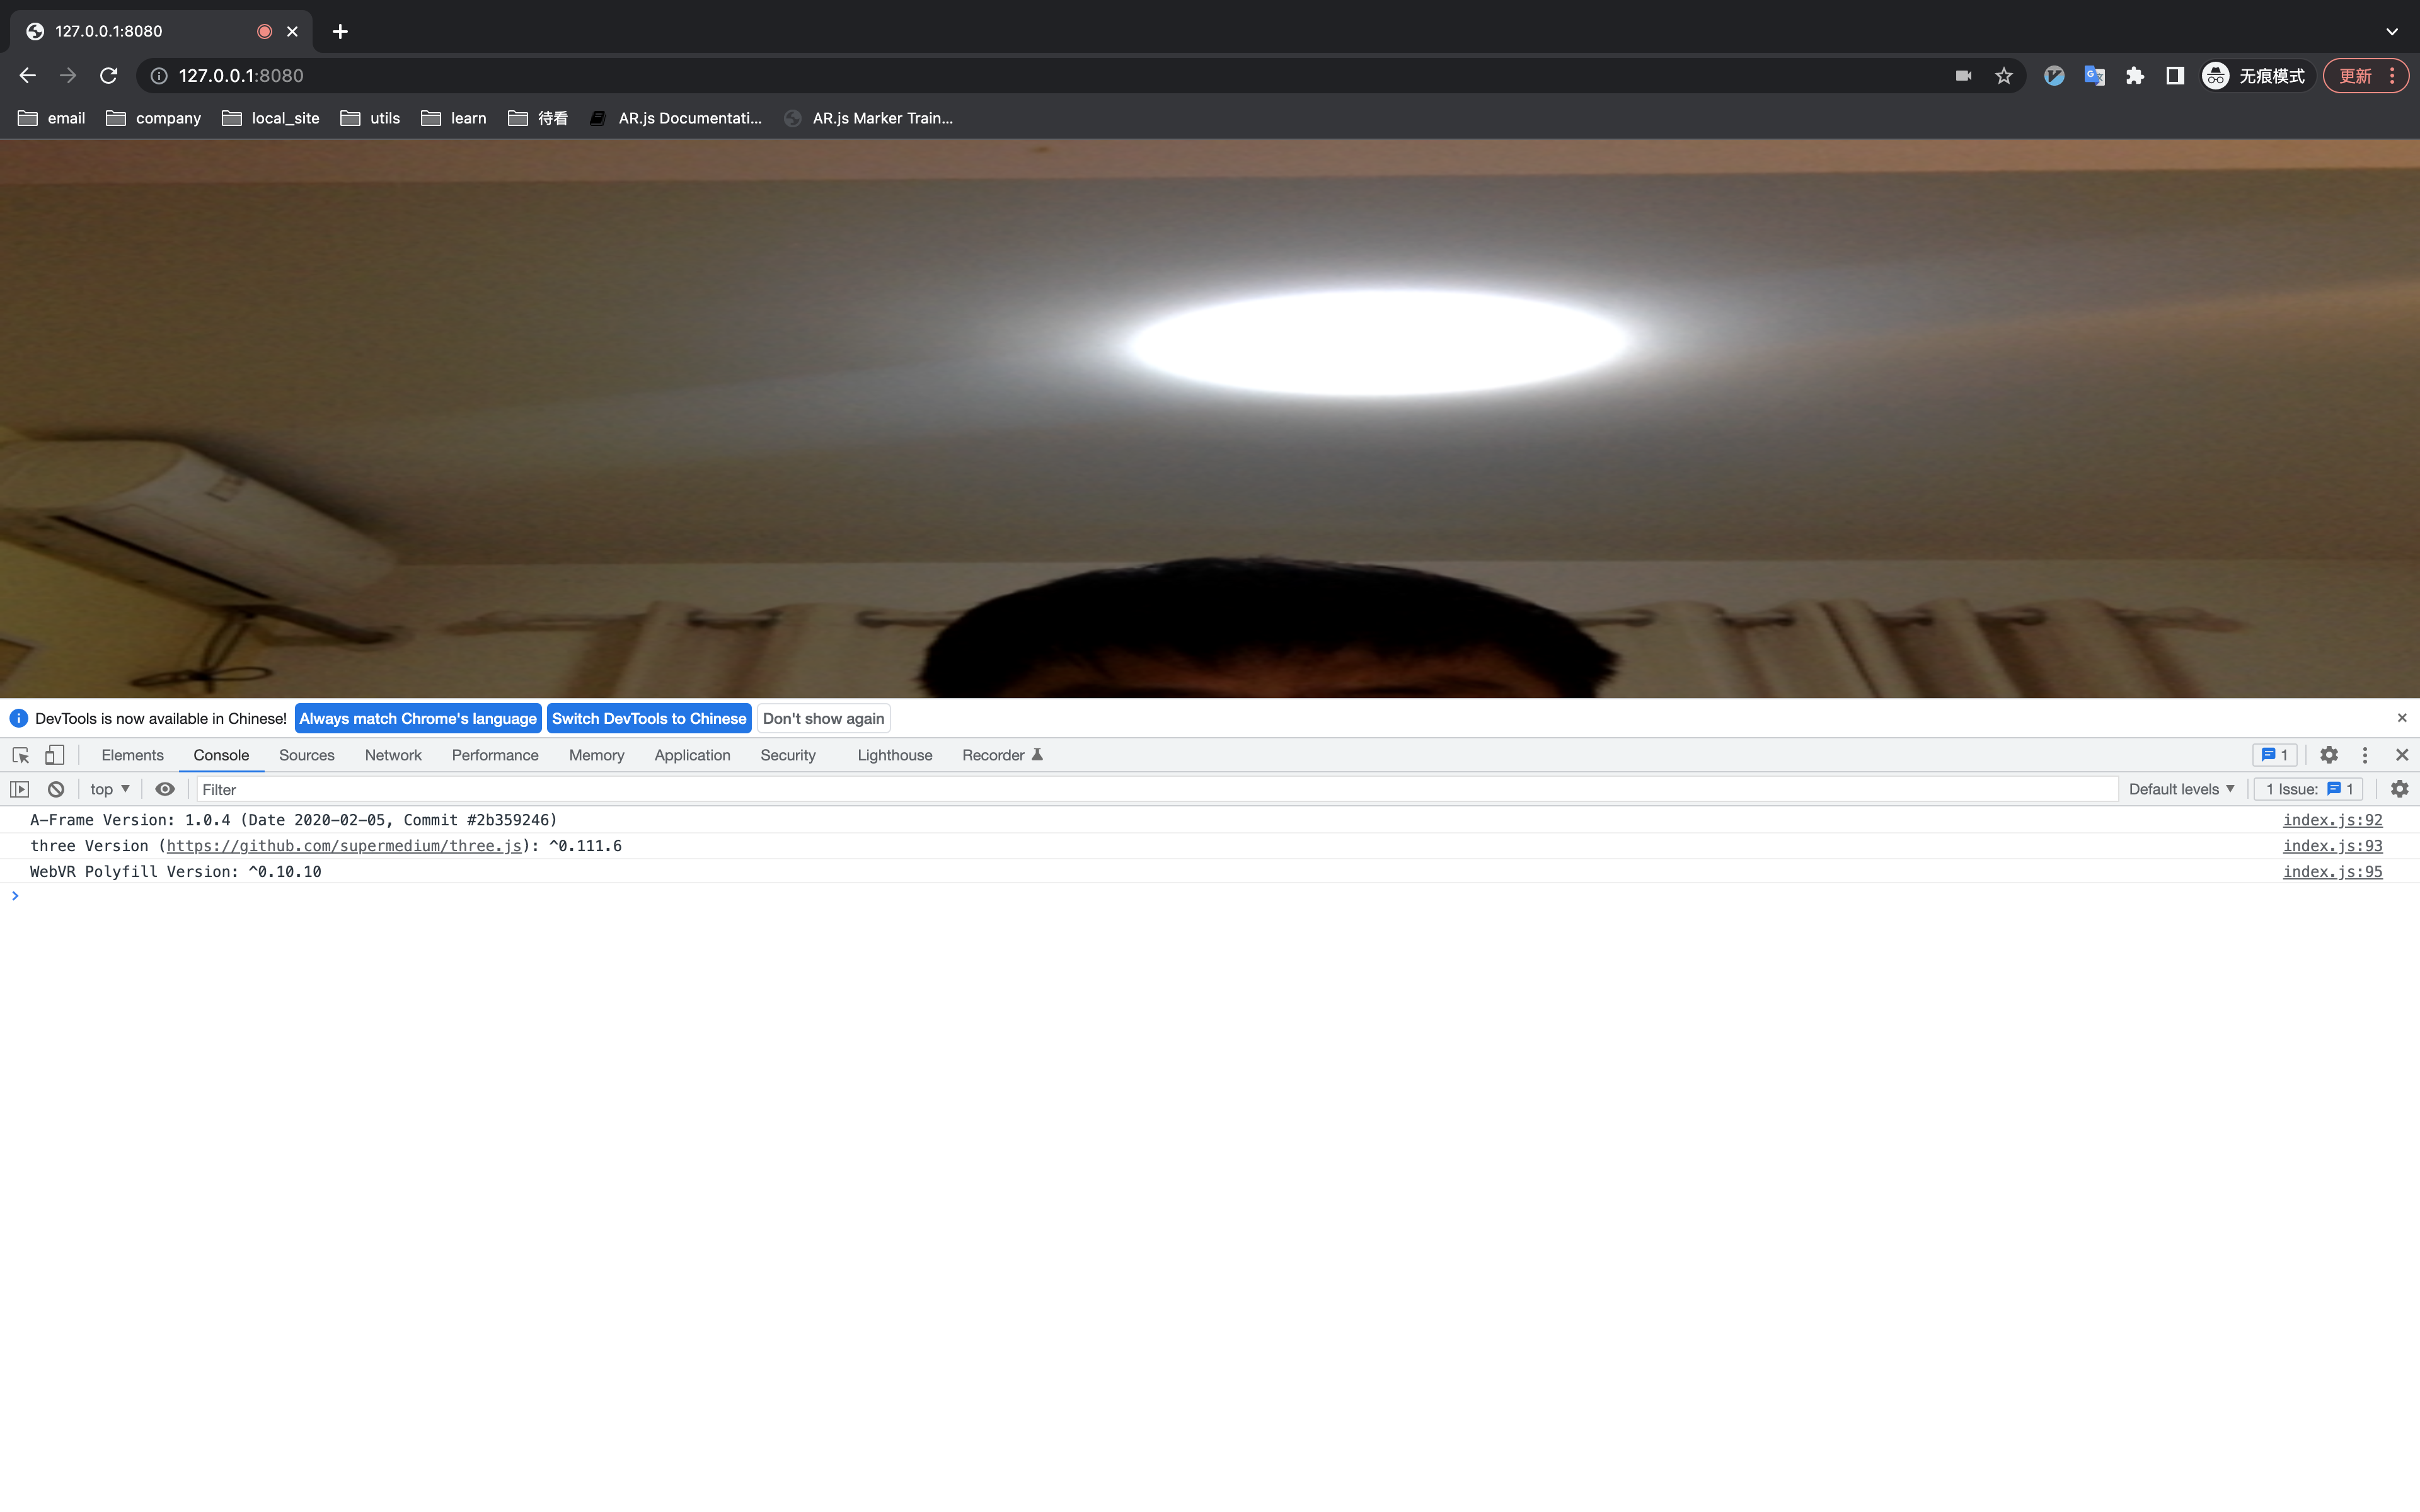 127.0.0.1:8080
127.0.0.1:8080 无痕模式 更新
email company local_site utils learn 待看 AR.js Documentati... AR.js Marker Train...
DevTools is now available in Chinese! Always match Chrome's language Switch DevTools to Chinese Don't show again
Elements Console Sources Network Performance Memory Application Security Lighthouse Recorder 1
top Filter Default levels 1 Issue: 1
A-Frame Version: 1.0.4 (Date 2020-02-05, Commit #2b359246) index.js:92
three Version (https://github.com/supermedium/three.js): ^0.111.6 index.js:93
WebVR Polyfill Version: ^0.10.10 index.js:95